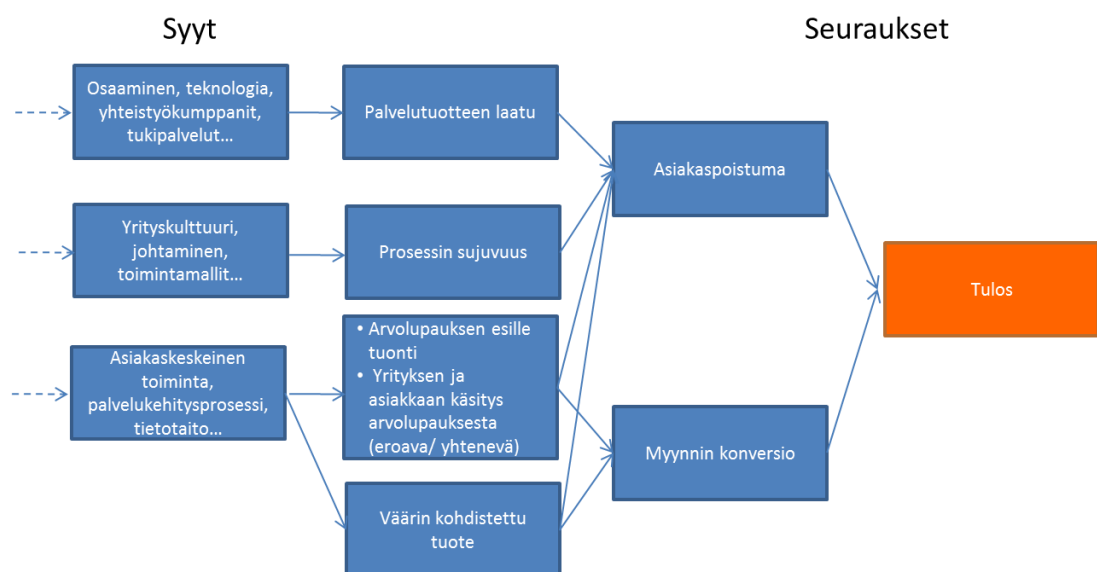 Syyt
Seuraukset
Osaaminen, teknologia,
yhteistyökumppanit,
tukipalvelut…
Palvelutuotteen laatu
Asiakaspoistuma
Yrityskulttuuri,
johtaminen,
toimintamallit…
Prosessin sujuvuus
Tulos
Asiakaskeskeinen
toiminta,
palvelukehitysprosessi,
tietotaito…
• Arvolupauksen esille
tuonti
• Yrityksen ja
asiakkaan käsitys
arvolupauksesta
(eroava/ yhtenevä)
Myynnin konversio
Väärin kohdistettu
tuote